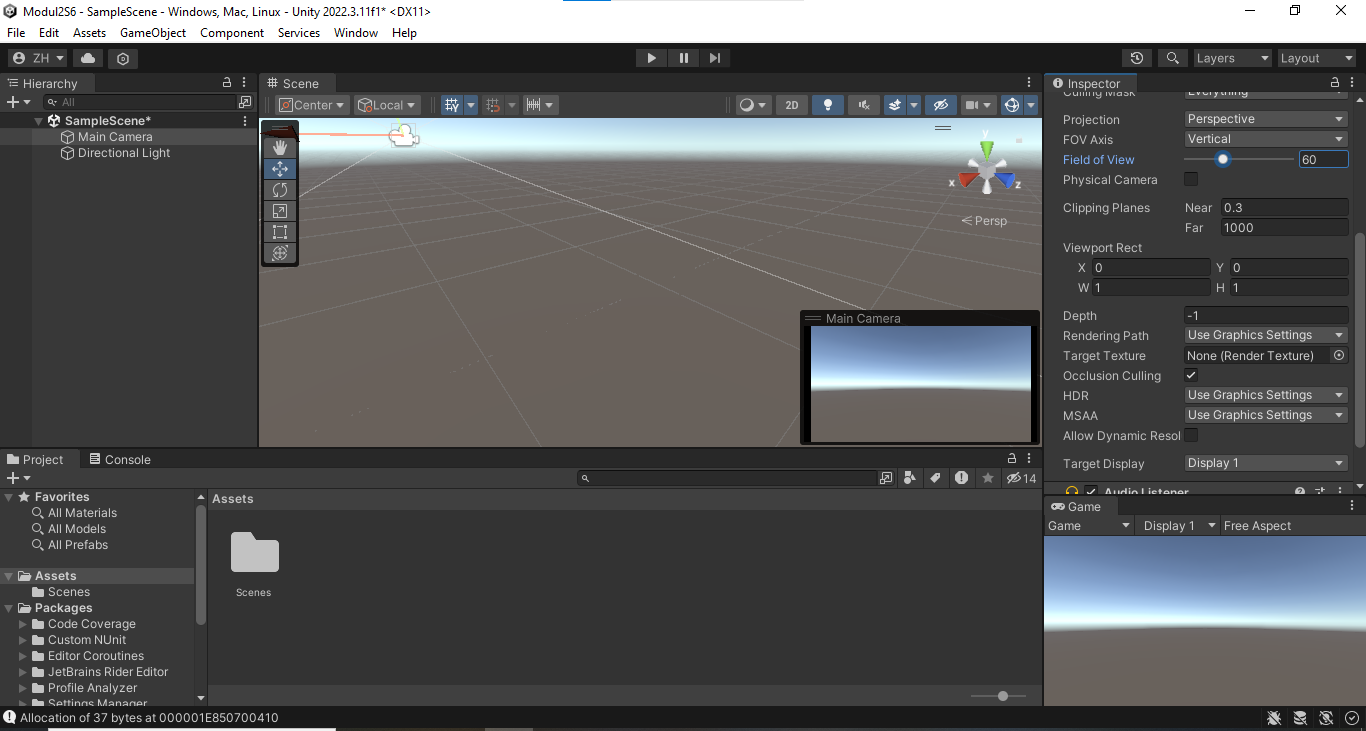 Modul2S6 - SampleScene - Windows, Mac, Linux - Unity 2022.3.11f1* <DX11>
File Edit Assets GameObject Component Services Window Help
ZH Layers Layout
Hierarchy
All
SampleScene*
Main Camera
Directional Light
Scene
Center Local 2D
y
x
z
Persp
Main Camera
Inspector
Culling Mask Everything
Projection Perspective
FOV Axis Vertical
Field of View 60
Physical Camera
Clipping Planes Near 0.3
Far 1000
Viewport Rect
X 0 Y 0
W 1 H 1
Depth -1
Rendering Path Use Graphics Settings
Target Texture None (Render Texture)
Occlusion Culling
HDR Use Graphics Settings
MSAA Use Graphics Settings
Allow Dynamic Resol
Target Display Display 1
Audio Listener
Project Console
14
Favorites
All Materials
All Models
All Prefabs
Assets
Scenes
Packages
Code Coverage
Custom NUnit
Editor Coroutines
JetBrains Rider Editor
Profile Analyzer
Settings Manager
Assets
Scenes
Game
Game Display 1 Free Aspect
Allocation of 37 bytes at 000001E850700410